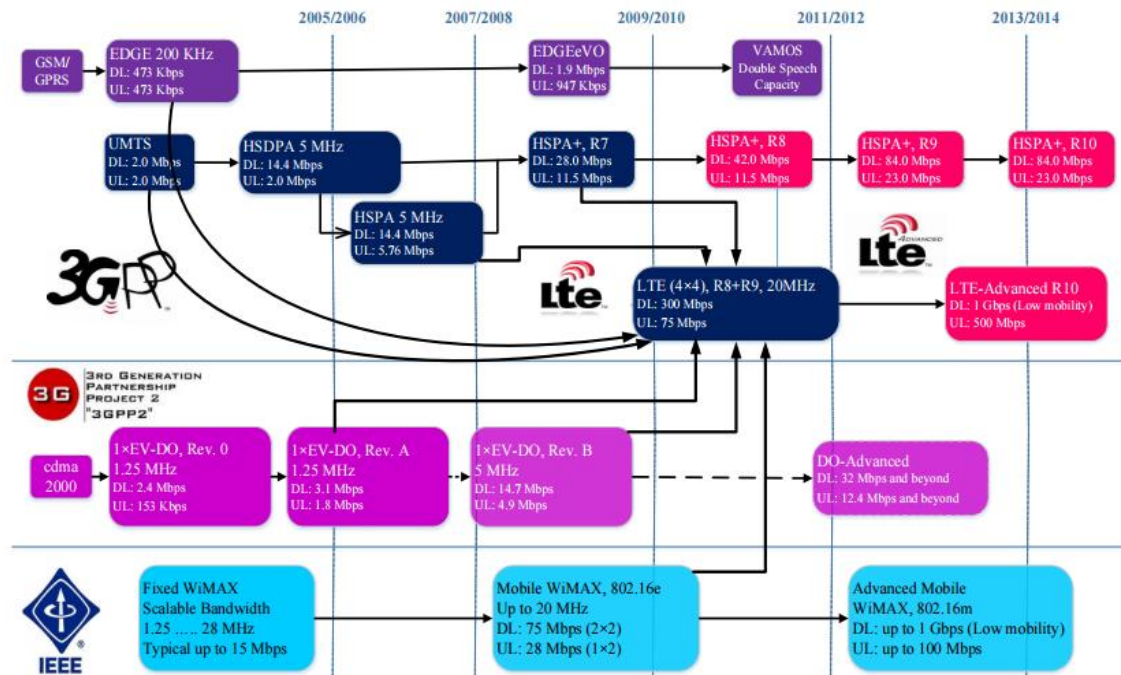 2005/2006
2007/2008
2009/2010
2011/2012
2013/2014
GSM/
GPRS
EDGE 200 KHz
DL: 473 Kbps
UL: 473 Kbps
EDGEeVO
DL: 1.9 Mbps
UL: 947 Kbps
VAMOS
Double Speech
Capacity
UMTS
DL: 2.0 Mbps
UL: 2.0 Mbps
HSDPA 5 MHz
DL: 14.4 Mbps
UL: 2.0 Mbps
HSPA+, R7
DL: 28.0 Mbps
UL: 11.5 Mbps
HSPA+, R8
DL: 42.0 Mbps
UL: 11.5 Mbps
HSPA+, R9
DL: 84.0 Mbps
UL: 23.0 Mbps
HSPA+, R10
DL: 84.0 Mbps
UL: 23.0 Mbps
HSPA 5 MHz
DL: 14.4 Mbps
UL: 5.76 Mbps
3GPP
TM
Lte
Lte
ADVANCED
LTE (4×4), R8+R9, 20MHz
DL: 300 Mbps
UL: 75 Mbps
LTE-Advanced R10
DL: 1 Gbps (Low mobility)
UL: 500 Mbps
3G
3RD GENERATION
PARTNERSHIP
PROJECT 2
"3GPP2"
cdma
2000
1×EV-DO, Rev. 0
1.25 MHz
DL: 2.4 Mbps
UL: 153 Kbps
1×EV-DO, Rev. A
1.25 MHz
DL: 3.1 Mbps
UL: 1.8 Mbps
1×EV-DO, Rev. B
5 MHz
DL: 14.7 Mbps
UL: 4.9 Mbps
DO-Advanced
DL: 32 Mbps and beyond
UL: 12.4 Mbps and beyond
IEEE
®
Fixed WiMAX
Scalable Bandwidth
1.25 ..... 28 MHz
Typical up to 15 Mbps
Mobile WiMAX, 802.16e
Up to 20 MHz
DL: 75 Mbps (2×2)
UL: 28 Mbps (1×2)
Advanced Mobile
WiMAX, 802.16m
DL: up to 1 Gbps (Low mobility)
UL: up to 100 Mbps